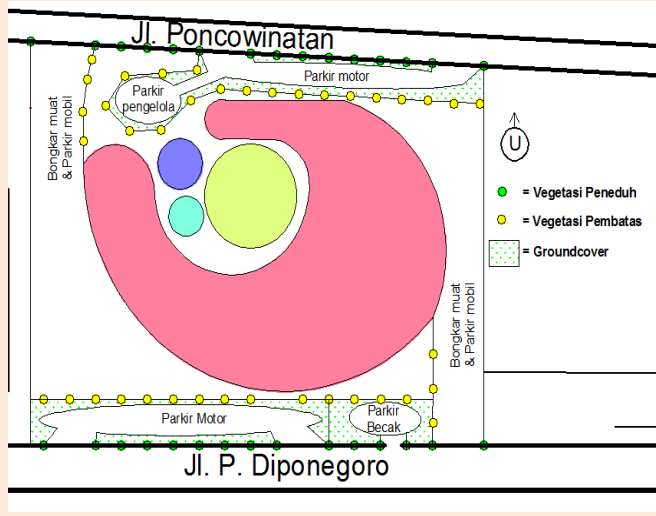 Jl. Poncowinatan
Parkir motor
Parkir
pengelola
Bongkar muat
& Parkir mobil
U
= Vegetasi Peneduh
= Vegetasi Pembatas
= Groundcover
Bongkar muat
& Parkir mobil
Parkir Motor
Parkir
Becak
Jl. P. Diponegoro